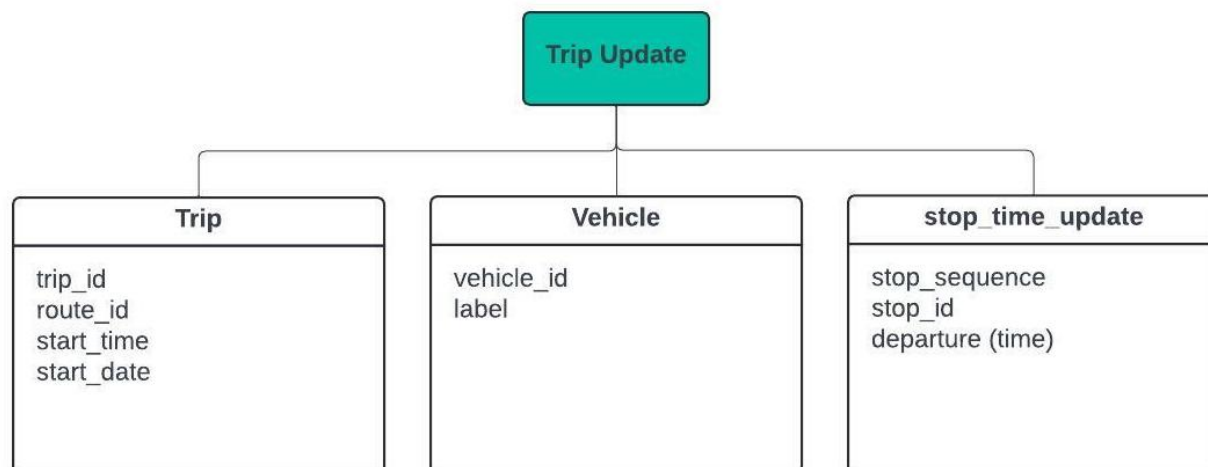 Trip Update
Trip
trip_id
route_id
start_time
start_date
Vehicle
vehicle_id
label
stop_time_update
stop_sequence
stop_id
departure (time)